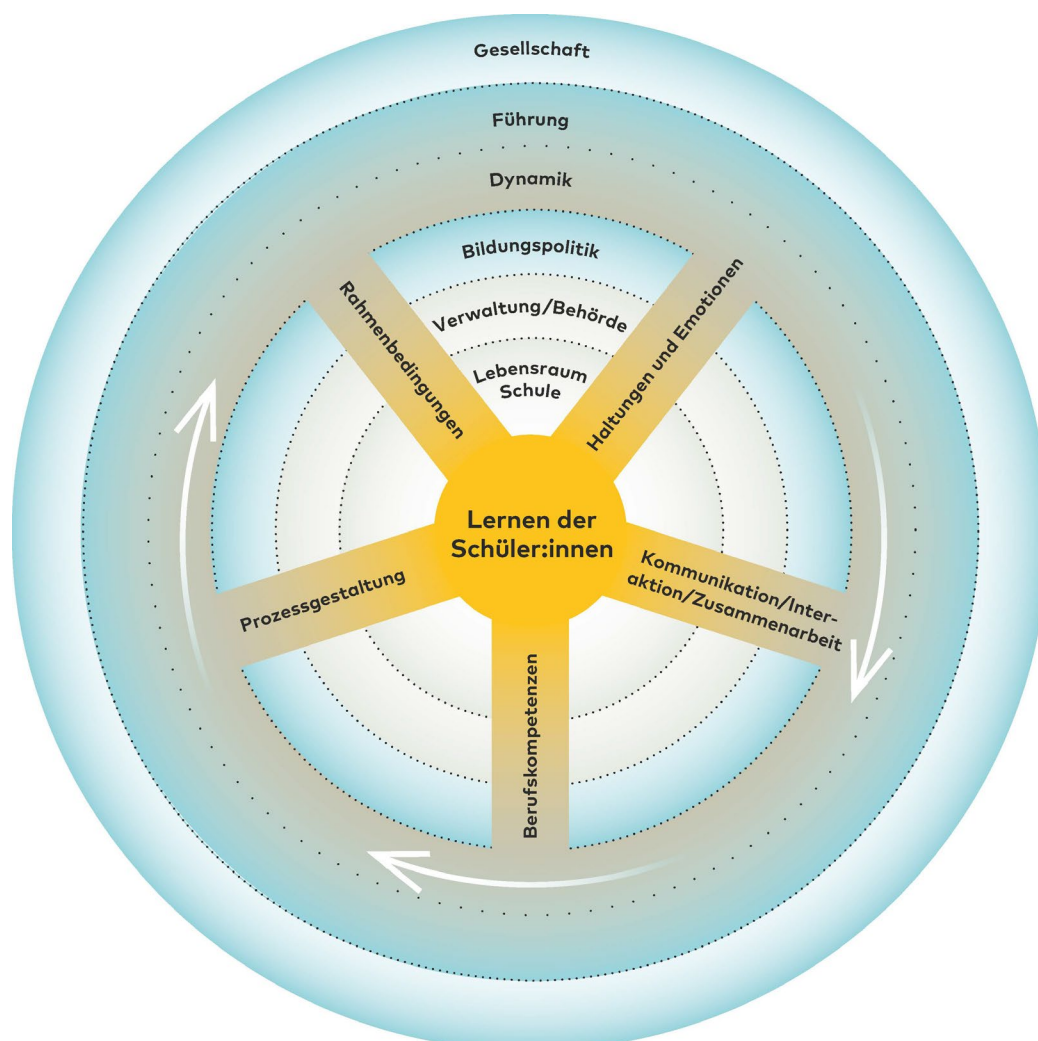 Gesellschaft
Führung
Dynamik
Bildungspolitik
Verwaltung/Behörde
Lebensraum
Schule
Rahmenbedingungen
Haltungen und Emotionen
Lernen der
Schüler:innen
Kommunikation/Inter-
aktion/Zusammenarbeit
Prozessgestaltung
Berufskompetenzen